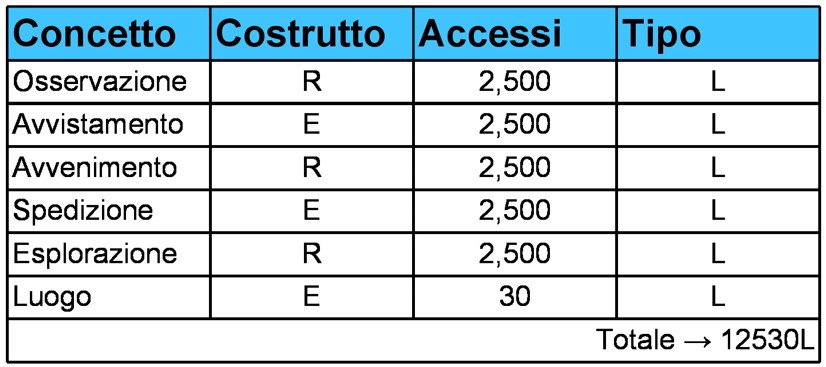 Concetto Costrutto Accessi Tipo
Osservazione R 2,500 L
Avvistamento E 2,500 L
Avvenimento R 2,500 L
Spedizione E 2,500 L
Esplorazione R 2,500 L
Luogo E 30 L
Totale → 12530L